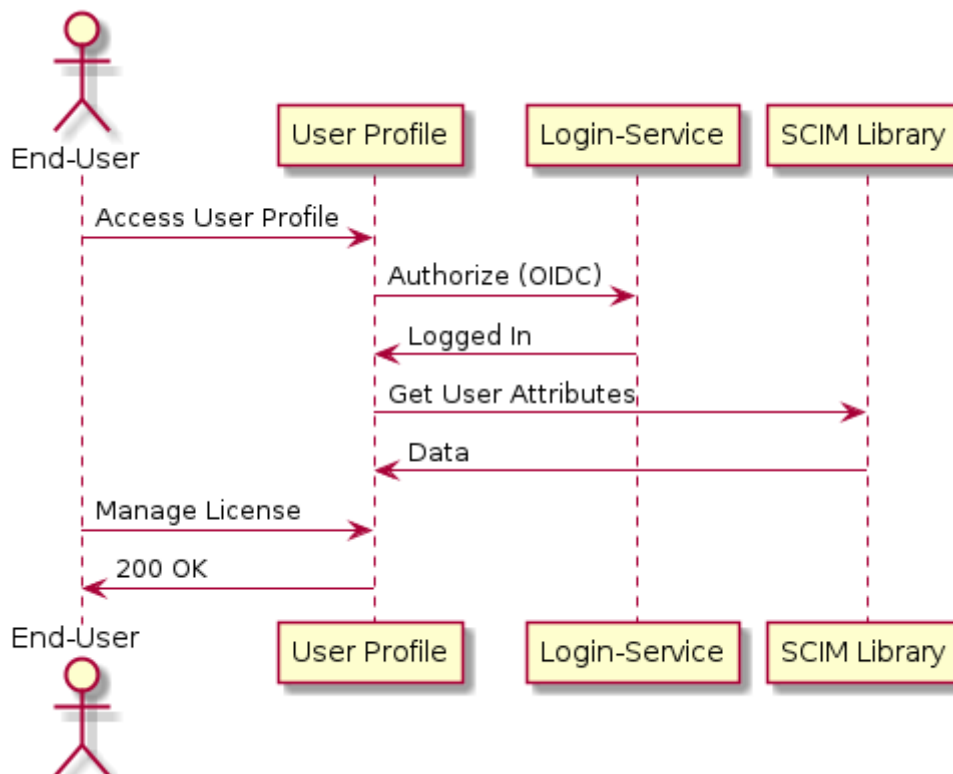 End-User
User Profile
Login-Service
SCIM Library
Access User Profile
Authorize (OIDC)
Logged In
Get User Attributes
Data
Manage License
200 OK
End-User
User Profile
Login-Service
SCIM Library